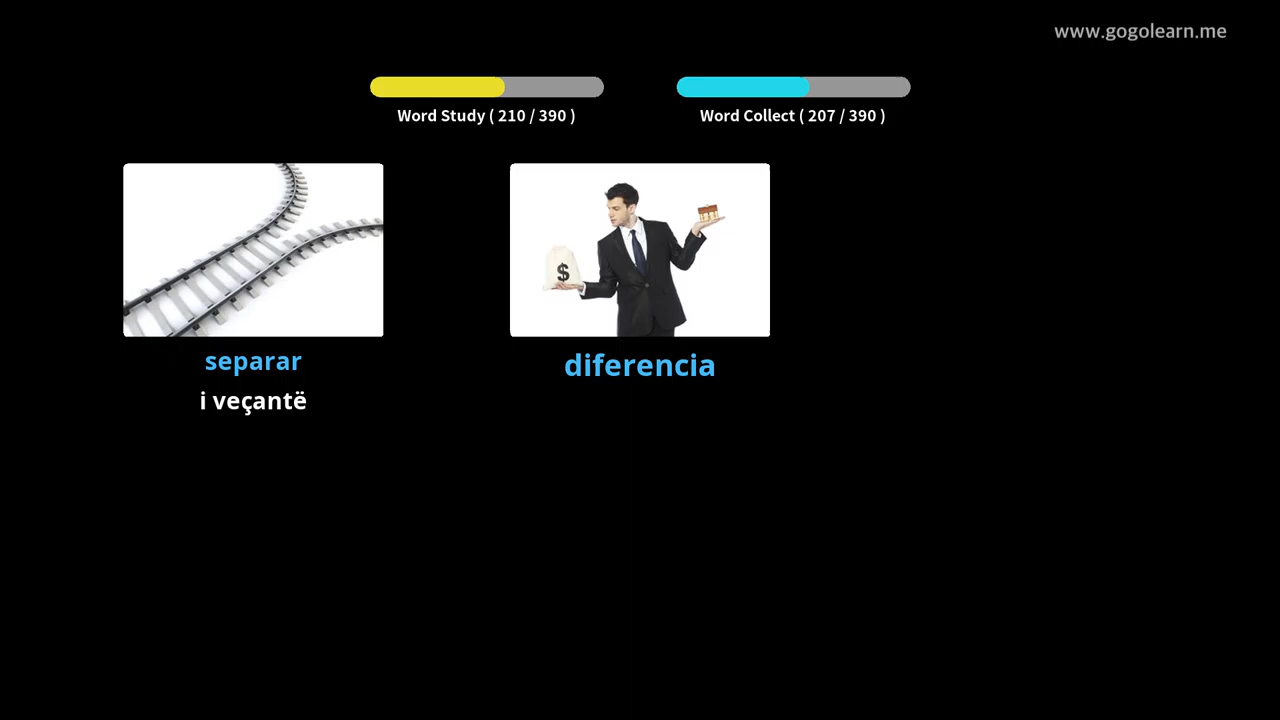 www.gogolearn.me
Word Study ( 210 / 390 )
Word Collect ( 207 / 390 )
$
separar
i veçantë
diferencia